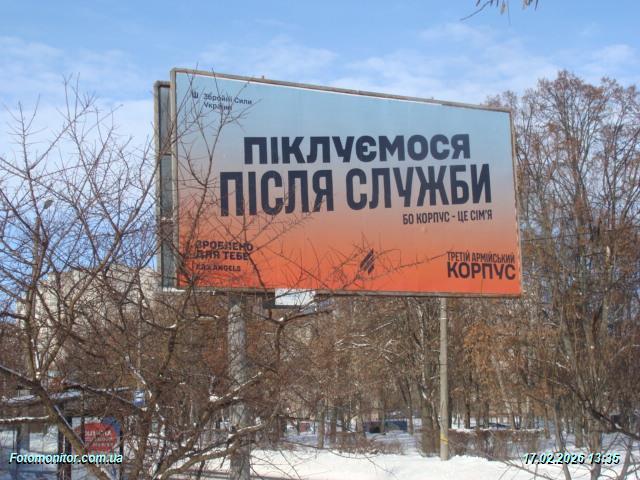 Збройні Сили
України
ПІКЛУЄМОСЯ
ПІСЛЯ СЛУЖБИ
БО КОРПУС - ЦЕ СІМ'Я
ЗРОБЛЕНО
ДЛЯ ТЕБЕ
ANGELS
ТРЕТІЙ АРМІЙСЬКИЙ
КОРПУС
Fotomonitor.com.ua
17.02.2026 13:35